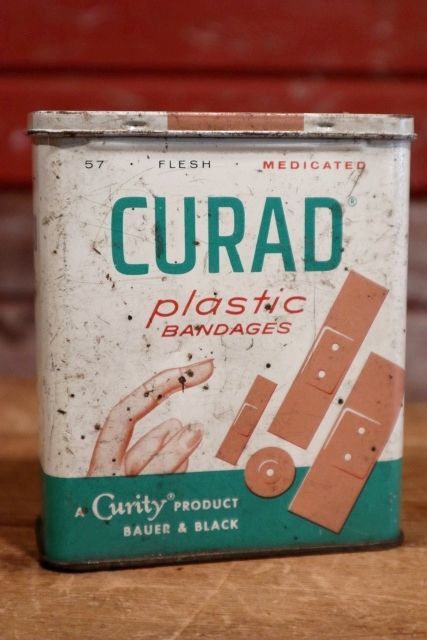 57 · FLESH · MEDICATED
CURAD®
plastic
BANDAGES
A Curity® PRODUCT
BAUER & BLACK